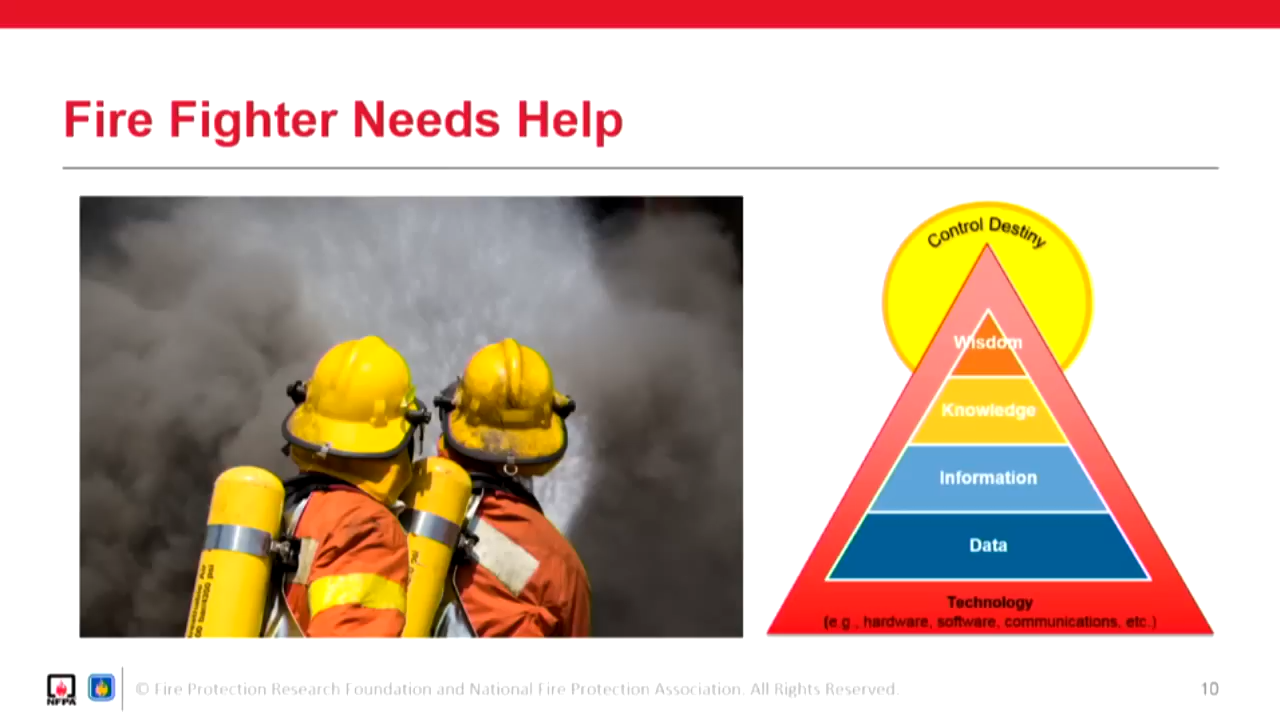 Fire Fighter Needs Help
Control Destiny
Wisdom
Knowledge
Information
Data
Technology
(e.g., hardware, software, communications, etc.)
NFPA
© Fire Protection Research Foundation and National Fire Protection Association. All Rights Reserved.
10